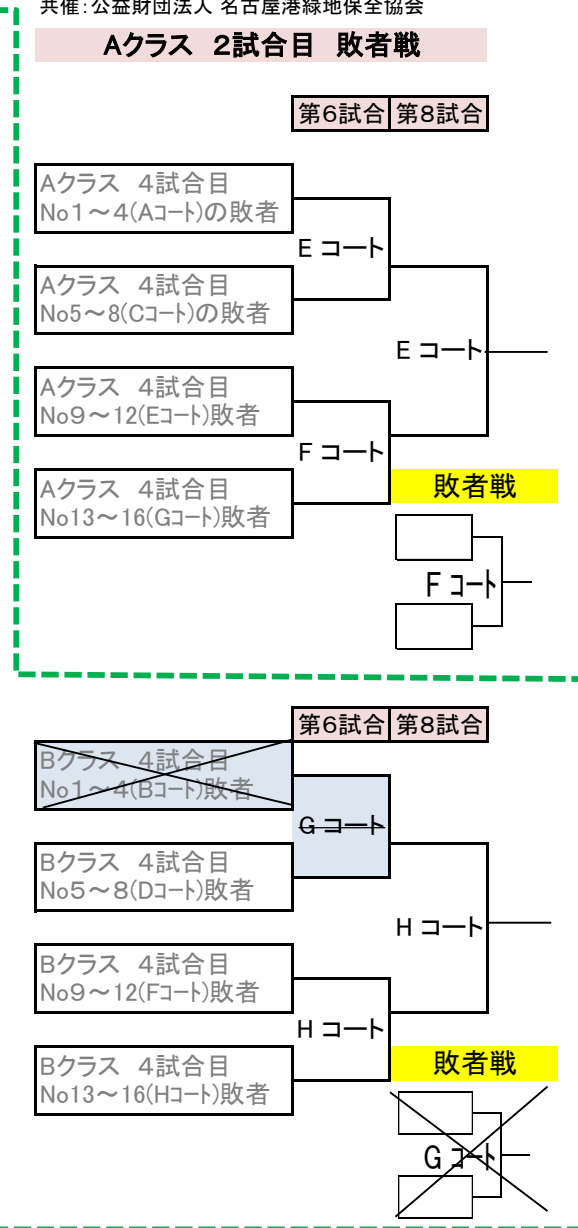 共催：公益財団法人 名古屋港緑地保全協会
Aクラス ２試合目 敗者戦
第６試合 第８試合
Aクラス ４試合目
No１～４(Aコート)の敗者
E コート
Aクラス ４試合目
No5～8(Cコート)の敗者
E コート
Aクラス ４試合目
No９～12(Eコート)敗者
F コート
敗者戦
Aクラス ４試合目
No13～16(Gコート)敗者
F コート
第６試合 第８試合
Bクラス ４試合目
No１～４(Bコート)敗者
G コート
Bクラス ４試合目
No５～８(Dコート)敗者
H コート
Bクラス ４試合目
No９～12(Fコート)敗者
H コート
敗者戦
Bクラス ４試合目
No13～16(Hコート)敗者
G コート